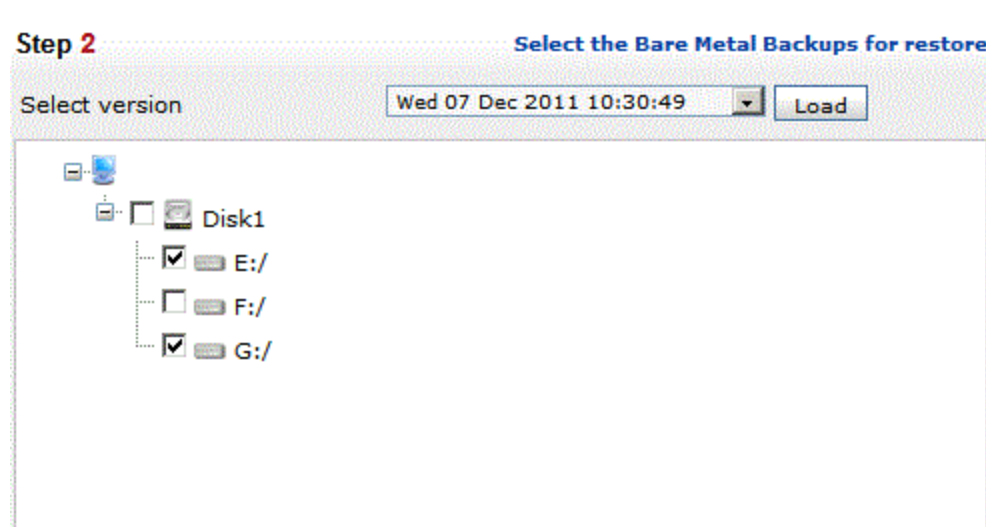 Step 2
Select the Bare Metal Backups for restore
Select version
Wed 07 Dec 2011 10:30:49
Load
Disk1
E:/
F:/
G:/